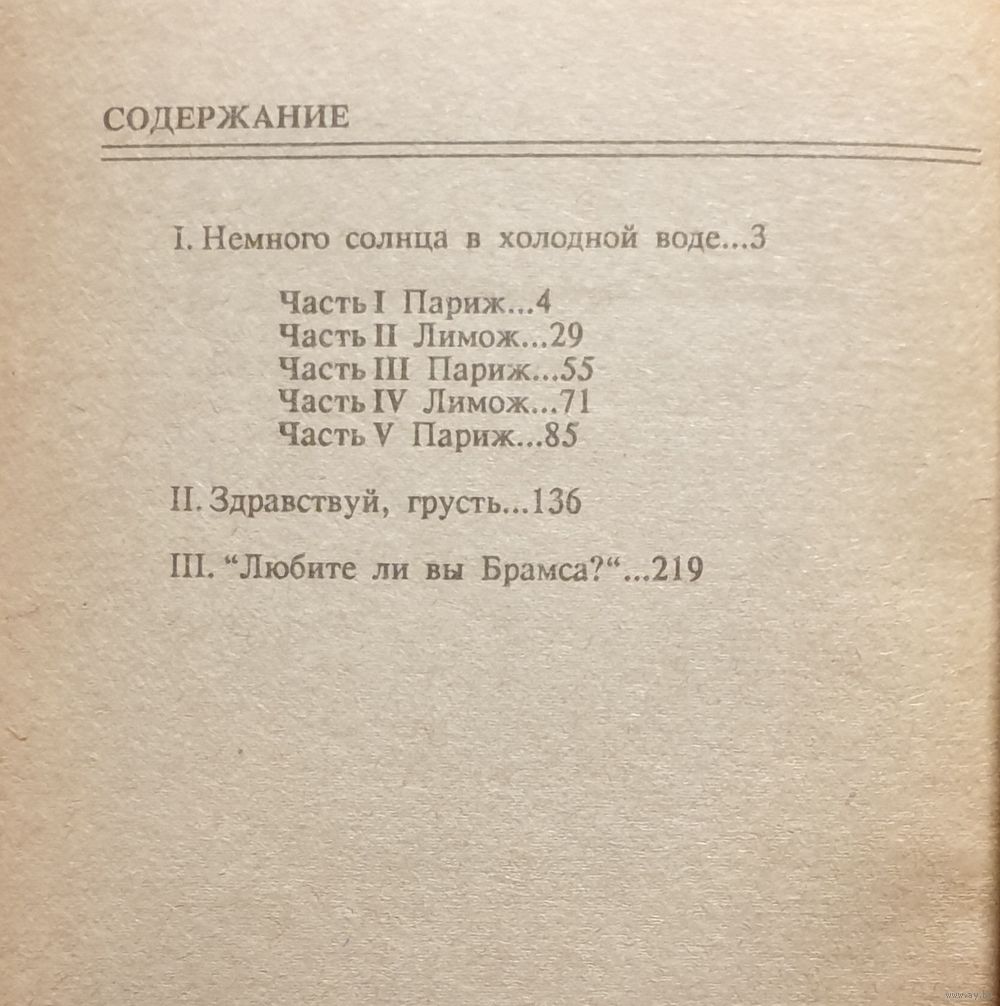 СОДЕРЖАНИЕ
I. Немного солнца в холодной воде...3
Часть I Париж...4
Часть II Лимож...29
Часть III Париж...55
Часть IV Лимож...71
Часть V Париж...85
II. Здравствуй, грусть...136
III. “Любите ли вы Брамса?“...219